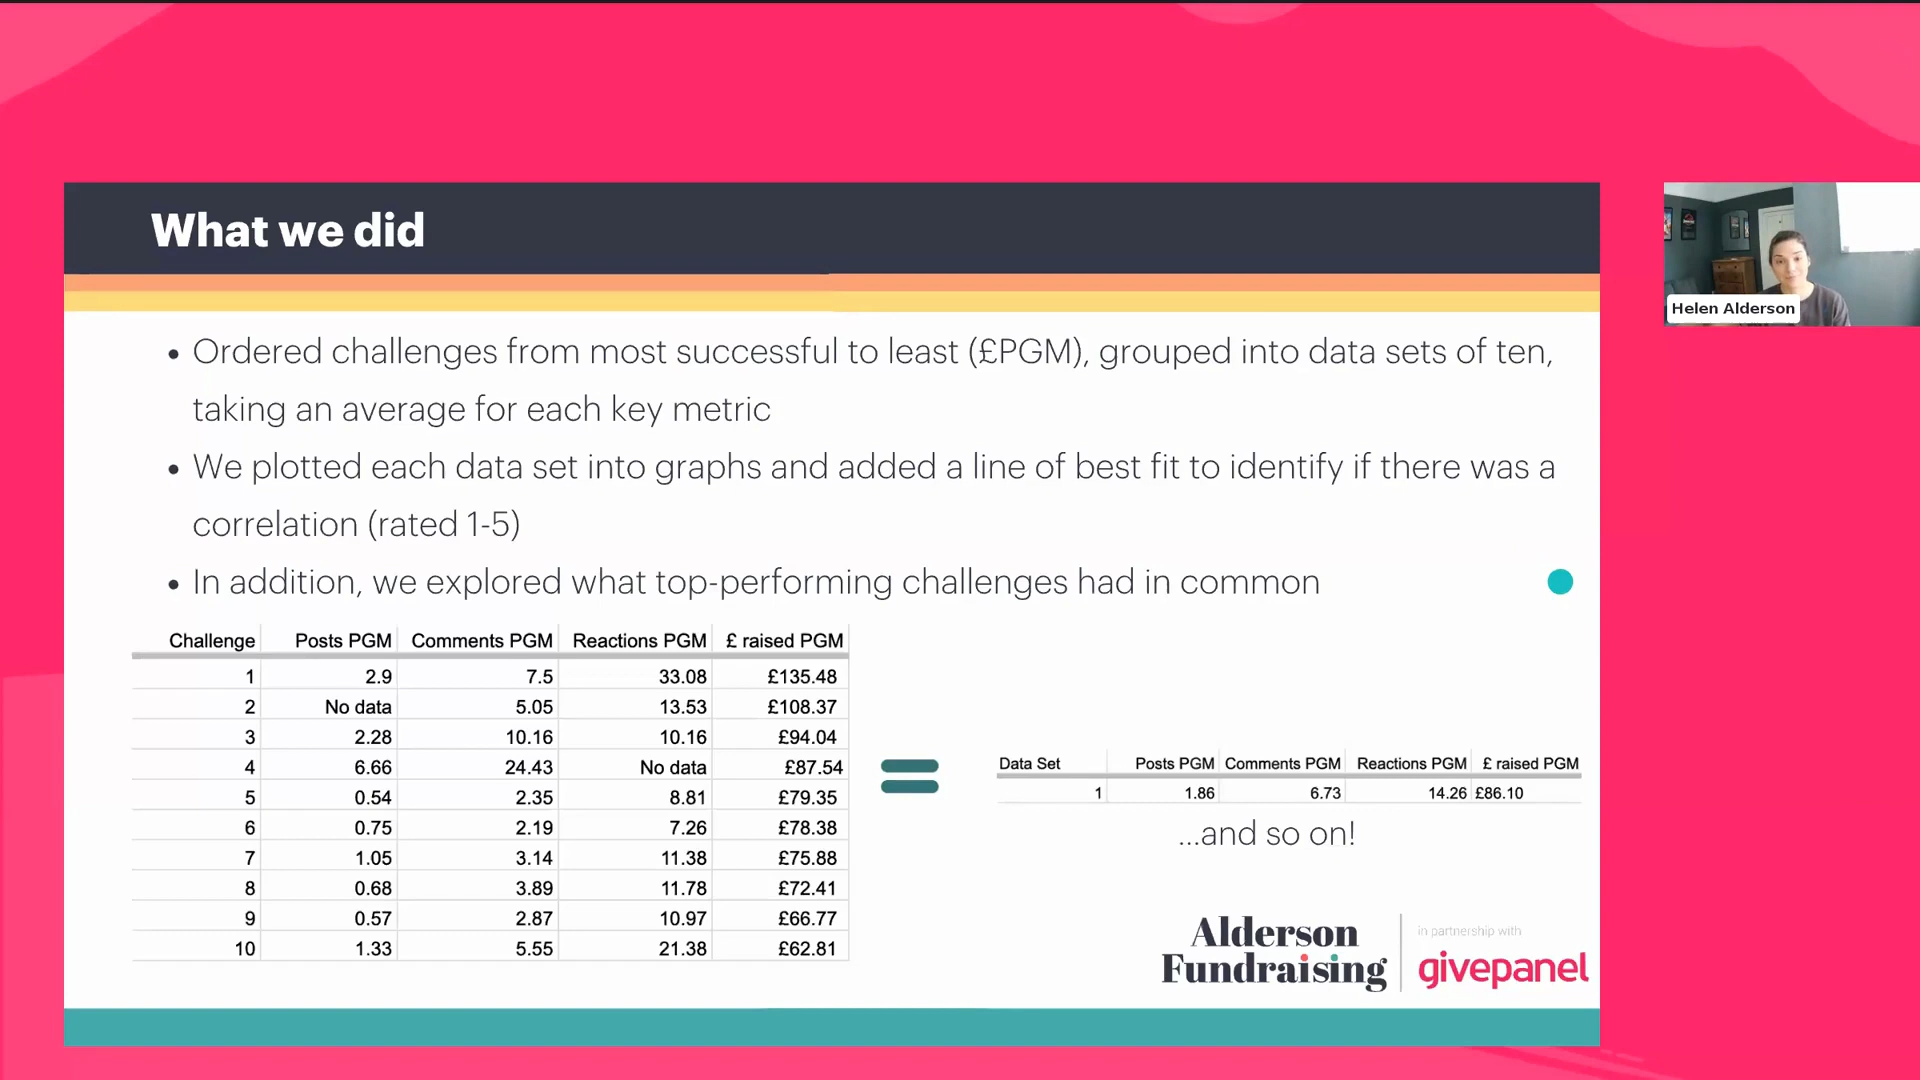 What we did
Helen Alderson
• Ordered challenges from most successful to least (£PGM), grouped into data sets of ten,
taking an average for each key metric
• We plotted each data set into graphs and added a line of best fit to identify if there was a
correlation (rated 1-5)
• In addition, we explored what top-performing challenges had in common
Challenge Posts PGM Comments PGM Reactions PGM £ raised PGM
1 2.9 7.5 33.08 £135.48
2 No data 5.05 13.53 £108.37
3 2.28 10.16 10.16 £94.04
4 6.66 24.43 No data £87.54
5 0.54 2.35 8.81 £79.35
6 0.75 2.19 7.26 £78.38
7 1.05 3.14 11.38 £75.88
8 0.68 3.89 11.78 £72.41
9 0.57 2.87 10.97 £66.77
10 1.33 5.55 21.38 £62.81
Data Set Posts PGM Comments PGM Reactions PGM £ raised PGM
1 1.86 6.73 14.26 £86.10
...and so on!
Alderson
Fundraising
in partnership with
givepanel